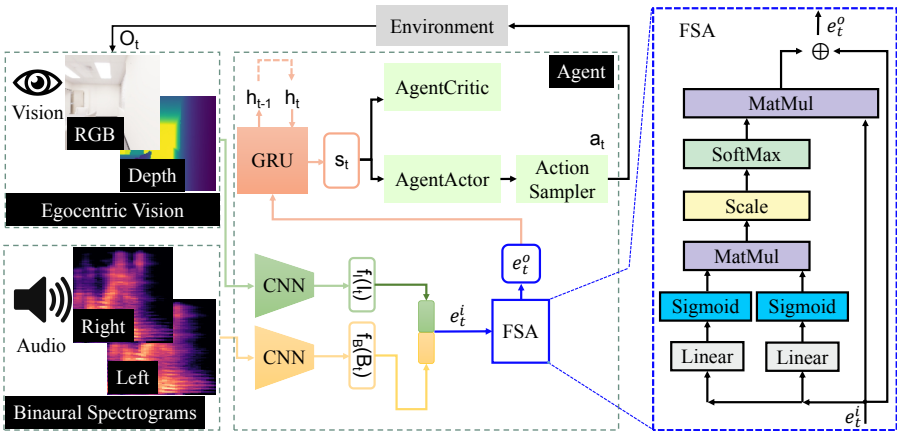 O_t
Environment
Vision
RGB
Depth
Egocentric Vision
Audio
Right
Left
Binaural Spectrograms
Agent
h_{t-1}
h_t
GRU
s_t
AgentCritic
AgentActor
Action
Sampler
a_t
CNN
f_I(I_t)
CNN
f_B(B_t)
e_t^i
e_t^o
FSA
FSA
e_t^o
⊕
MatMul
SoftMax
Scale
MatMul
Sigmoid
Sigmoid
Linear
Linear
e_t^i